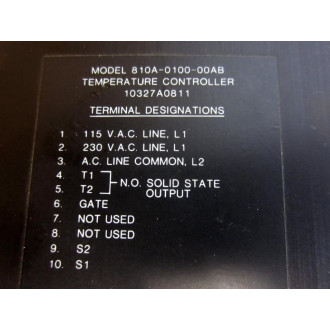 MODEL 810A-0100-00AB
TEMPERATURE CONTROLLER
10327A0811
TERMINAL DESIGNATIONS
1. 115 V.A.C. LINE, L1
2. 230 V.A.C. LINE, L1
3. A.C. LINE COMMON, L2
4. T1
N.O. SOLID STATE
5. T2
OUTPUT
6. GATE
7. NOT USED
8. NOT USED
9. S2
10. S1